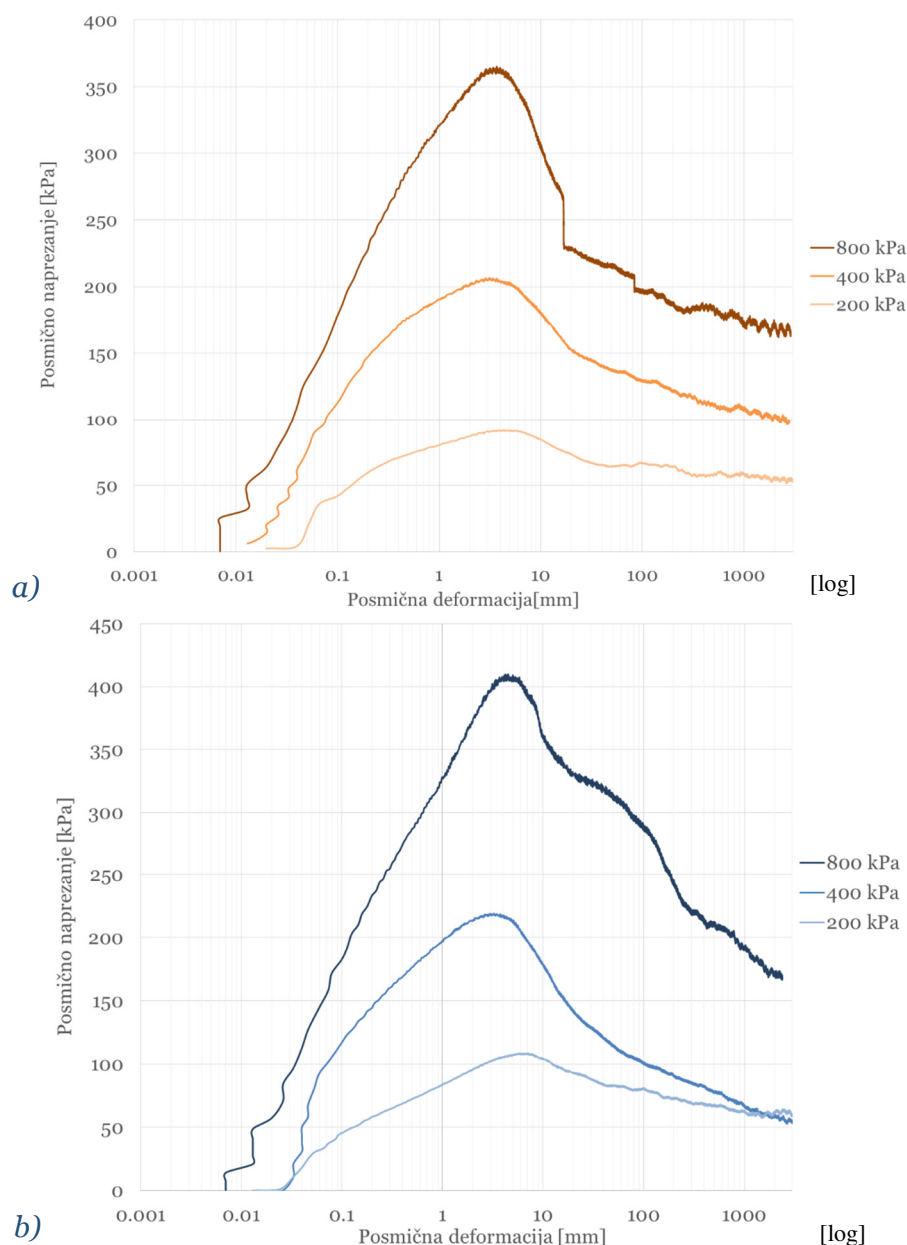 400
350
300
250
200
150
100
50
0
Posmično naprezanje [kPa]
800 kPa
400 kPa
200 kPa
0.001 0.01 0.1 1 10 100 1000
a) Posmična deformacija[mm] [log]
450
400
350
300
250
200
150
100
50
0
Posmično naprezanje [kPa]
800 kPa
400 kPa
200 kPa
0.001 0.01 0.1 1 10 100 1000
b) Posmična deformacija [mm] [log]